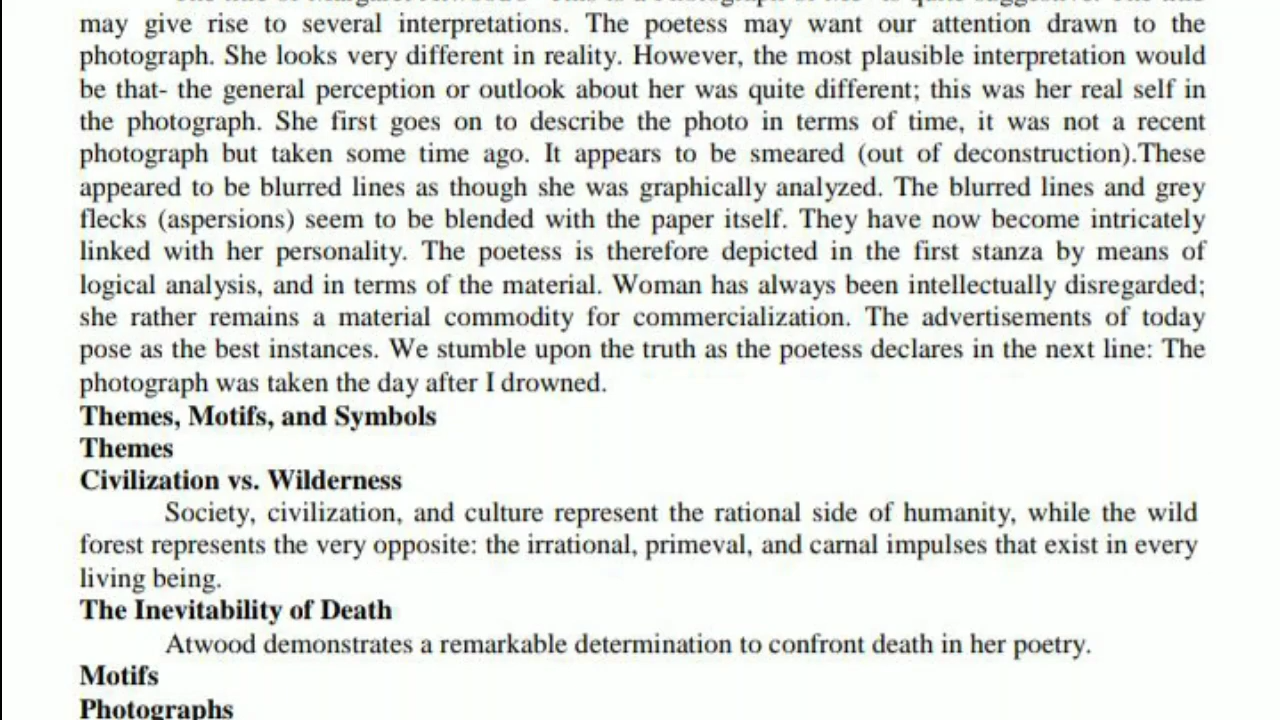 may give rise to several interpretations. The poetess may want our attention drawn to the
photograph. She looks very different in reality. However, the most plausible interpretation would
be that- the general perception or outlook about her was quite different; this was her real self in
the photograph. She first goes on to describe the photo in terms of time, it was not a recent
photograph but taken some time ago. It appears to be smeared (out of deconstruction).These
appeared to be blurred lines as though she was graphically analyzed. The blurred lines and grey
flecks (aspersions) seem to be blended with the paper itself. They have now become intricately
linked with her personality. The poetess is therefore depicted in the first stanza by means of
logical analysis, and in terms of the material. Woman has always been intellectually disregarded;
she rather remains a material commodity for commercialization. The advertisements of today
pose as the best instances. We stumble upon the truth as the poetess declares in the next line: The
photograph was taken the day after I drowned.
Themes, Motifs, and Symbols
Themes
Civilization vs. Wilderness
Society, civilization, and culture represent the rational side of humanity, while the wild
forest represents the very opposite: the irrational, primeval, and carnal impulses that exist in every
living being.
The Inevitability of Death
Atwood demonstrates a remarkable determination to confront death in her poetry.
Motifs
Photographs